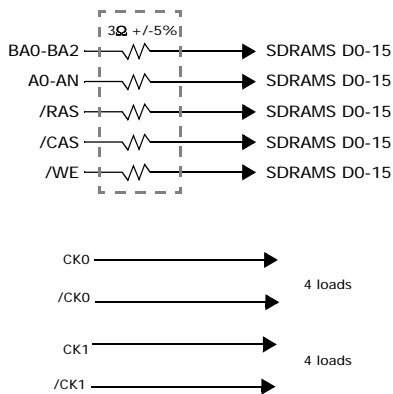 3Ω +/-5%
BA0-BA2 SDRAMS D0-15
A0-AN SDRAMS D0-15
/RAS SDRAMS D0-15
/CAS SDRAMS D0-15
/WE SDRAMS D0-15
CK0
4 loads
/CK0
CK1
4 loads
/CK1